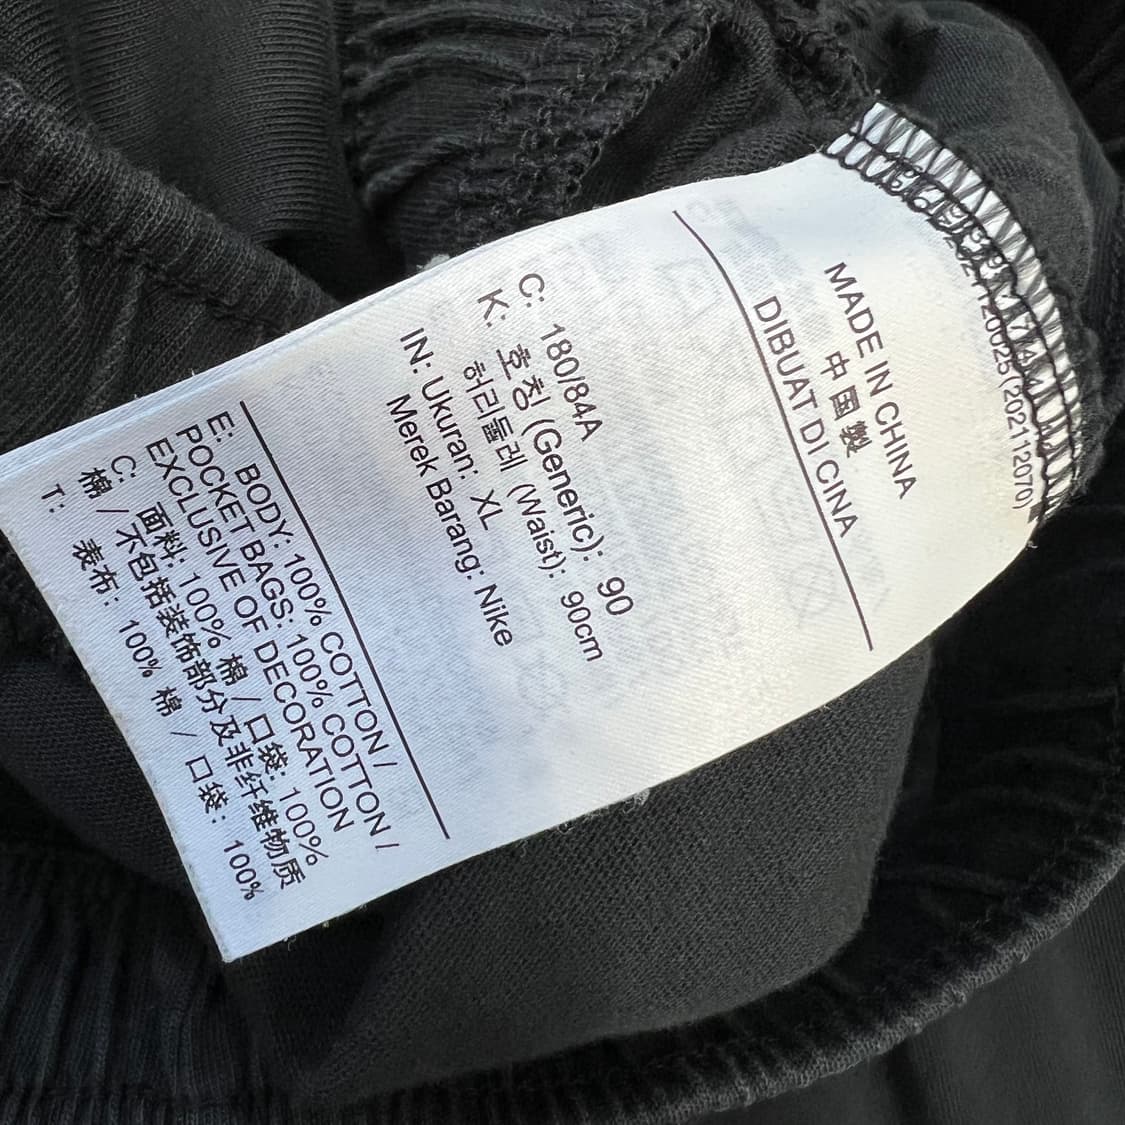 20211120025(202112070)
MADE IN CHINA
中国製
DIBUAT DI CINA
C: 180/84A
K: 호칭 (Generic): 90
허리둘레 (Waist): 90cm
IN: Ukuran: XL
Merek Barang: Nike
E: BODY: 100% COTTON /
POCKET BAGS: 100% COTTON /
EXCLUSIVE OF DECORATION
C: 面料: 100% 棉 / 口袋: 100%
棉 / 不包括装饰部分及非纤维物质
T: 表布: 100% 棉 / 口袋: 100%